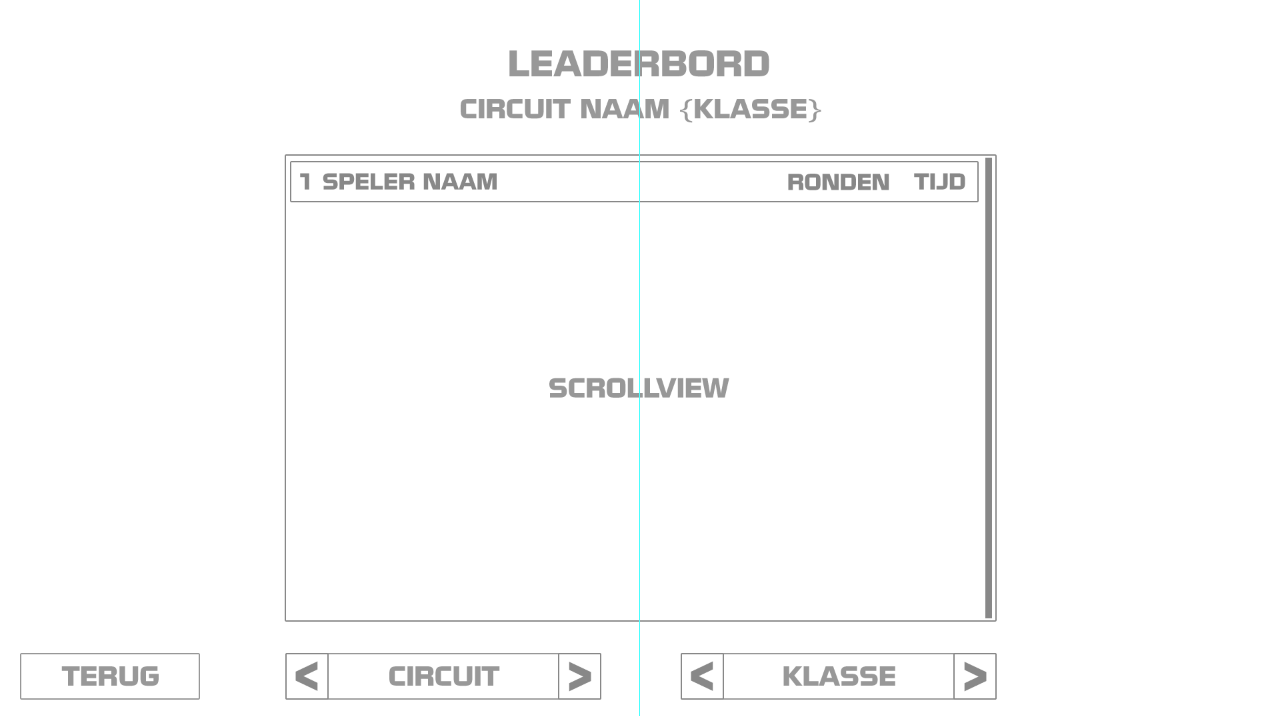 LEADERBORD
CIRCUIT NAAM {KLASSE}
1 SPELER NAAM RONDEN TIJD
SCROLLVIEW
TERUG < CIRCUIT > < KLASSE >